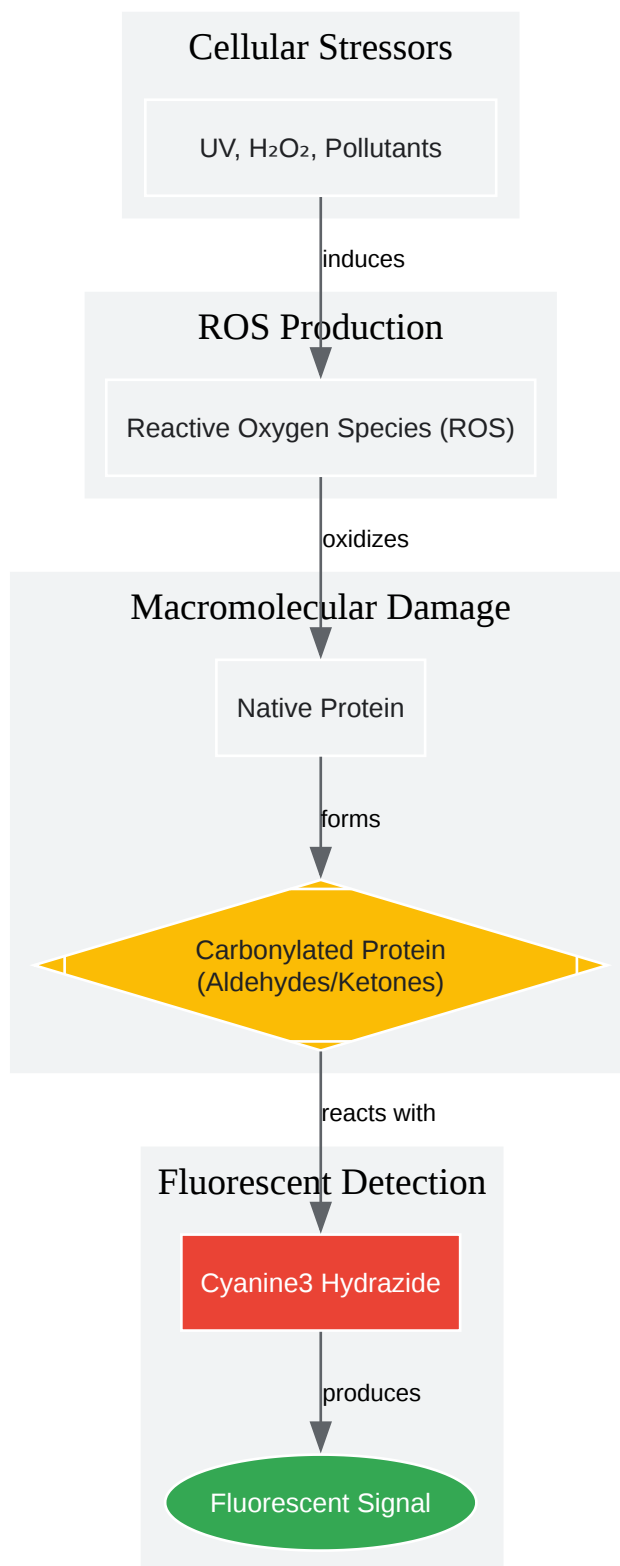 Cellular Stressors
UV, H₂O₂, Pollutants
induces
ROS Production
Reactive Oxygen Species (ROS)
oxidizes
Macromolecular Damage
Native Protein
forms
Carbonylated Protein
(Aldehydes/Ketones)
reacts with
Fluorescent Detection
Cyanine3 Hydrazide
produces
Fluorescent Signal